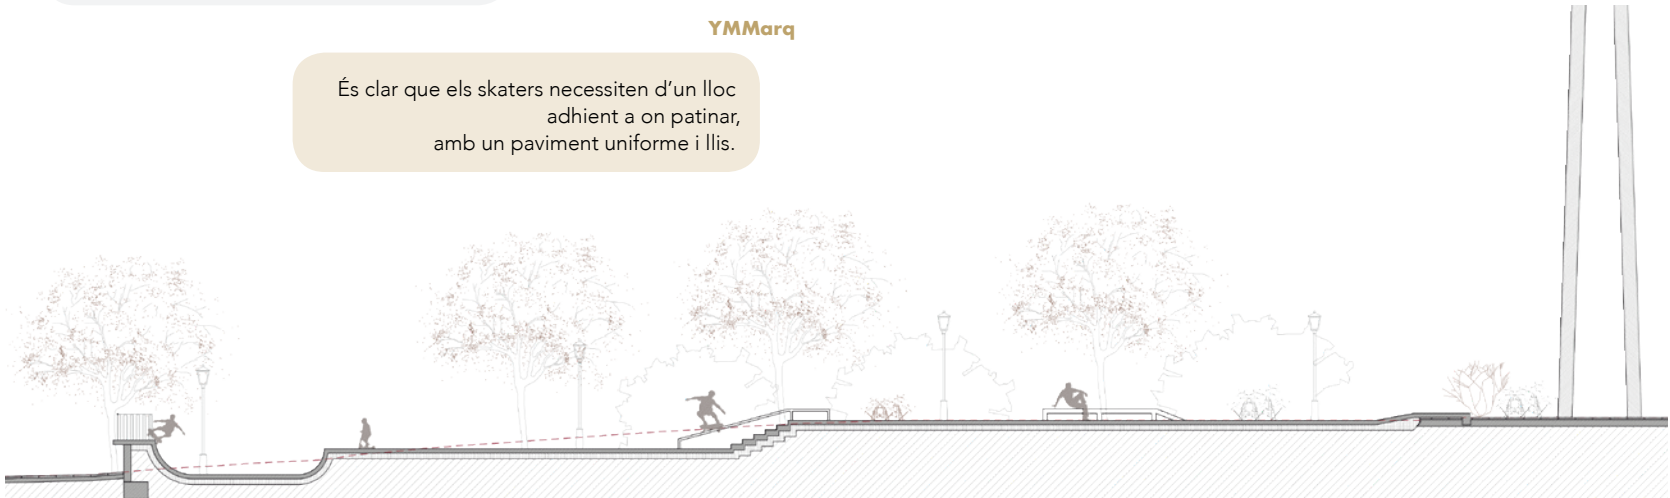 YMMarq
És clar que els skaters necessiten d'un lloc
adhient a on patinar,
amb un paviment uniforme i llis.